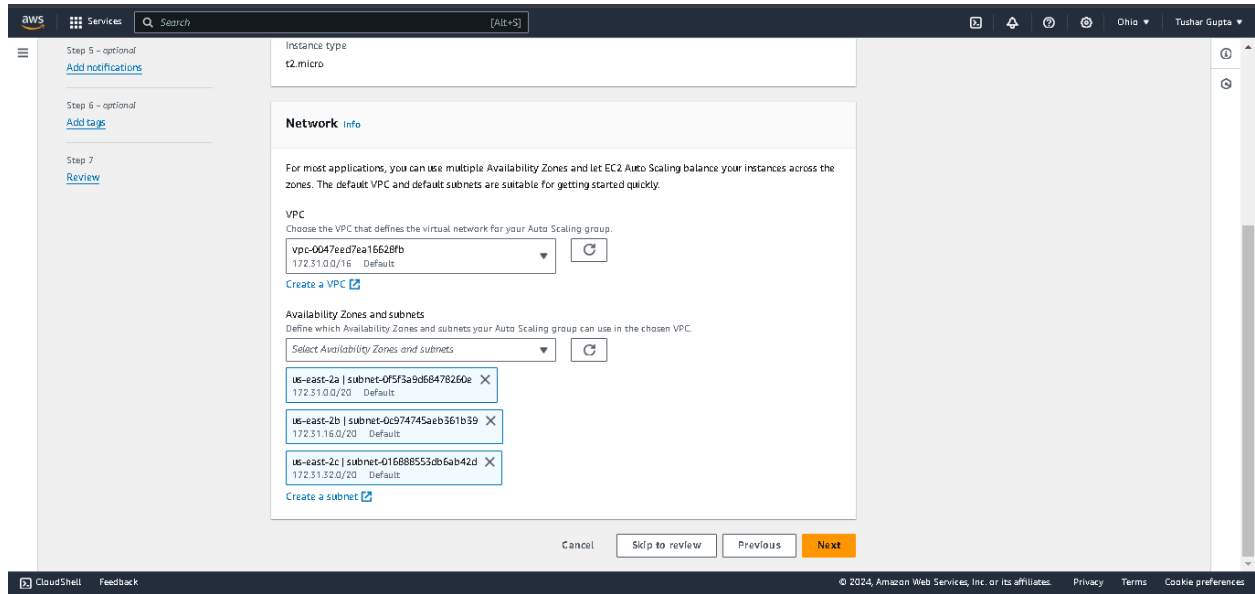 aws Services Search [Alt+S] Ohio Tushar Gupta
Step 5 - optional
Add notifications
Step 6 - optional
Add tags
Step 7
Review
Instance type
t2.micro
Network Info
For most applications, you can use multiple Availability Zones and let EC2 Auto Scaling balance your instances across the
zones. The default VPC and default subnets are suitable for getting started quickly.
VPC
Choose the VPC that defines the virtual network for your Auto Scaling group.
vpc-0047eed7ea16628fb
172.31.0.0/16 Default
Create a VPC
Availability Zones and subnets
Define which Availability Zones and subnets your Auto Scaling group can use in the chosen VPC.
Select Availability Zones and subnets
us-east-2a | subnet-0f5f3a9d68478260e
172.31.0.0/20 Default
us-east-2b | subnet-0c974745aeb361b39
172.31.16.0/20 Default
us-east-2c | subnet-016888553db6ab42d
172.31.32.0/20 Default
Create a subnet
Cancel Skip to review Previous Next
CloudShell Feedback © 2024, Amazon Web Services, Inc. or its affiliates. Privacy Terms Cookie preferences